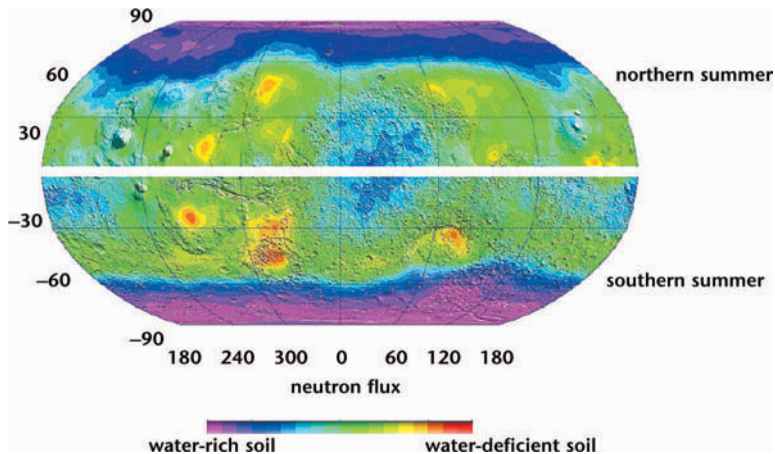 90
60
northern summer
30
−30
−60
southern summer
−90
180 240 300 0 60 120 180
neutron flux
water-rich soil water-deficient soil